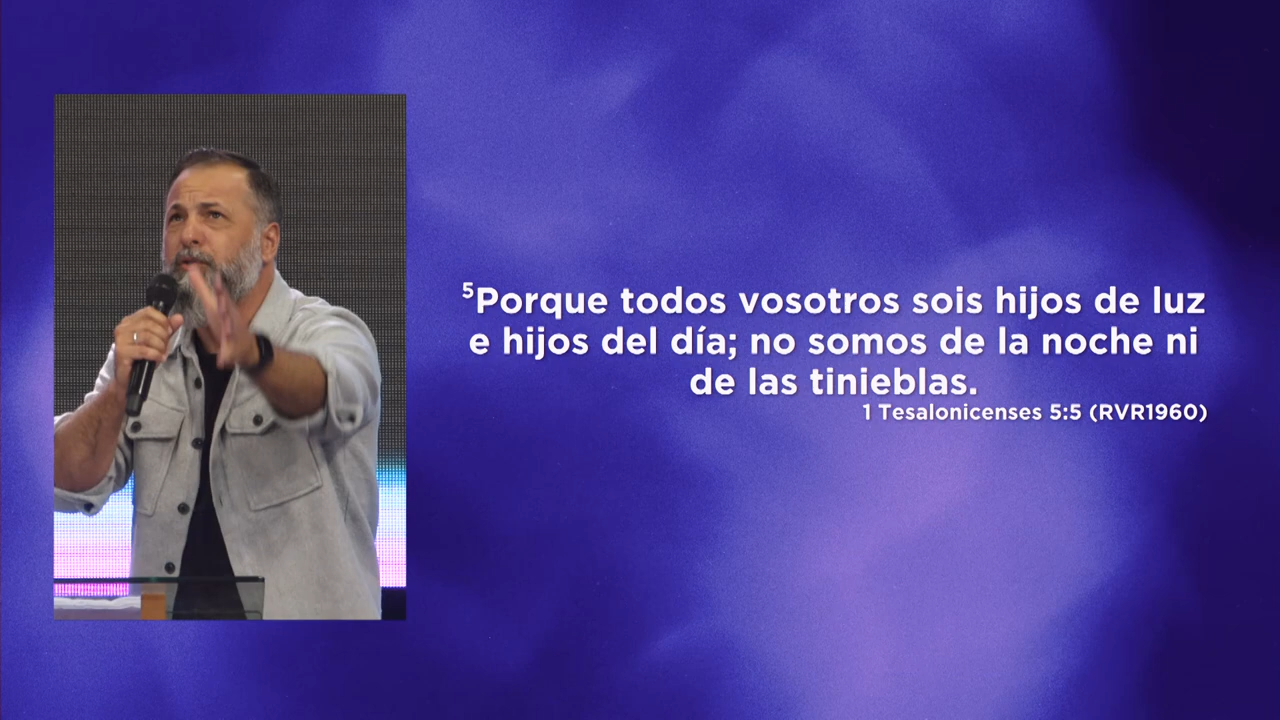 ⁵Porque todos vosotros sois hijos de luz
e hijos del día; no somos de la noche ni
de las tinieblas.
1 Tesalonicenses 5:5 (RVR1960)